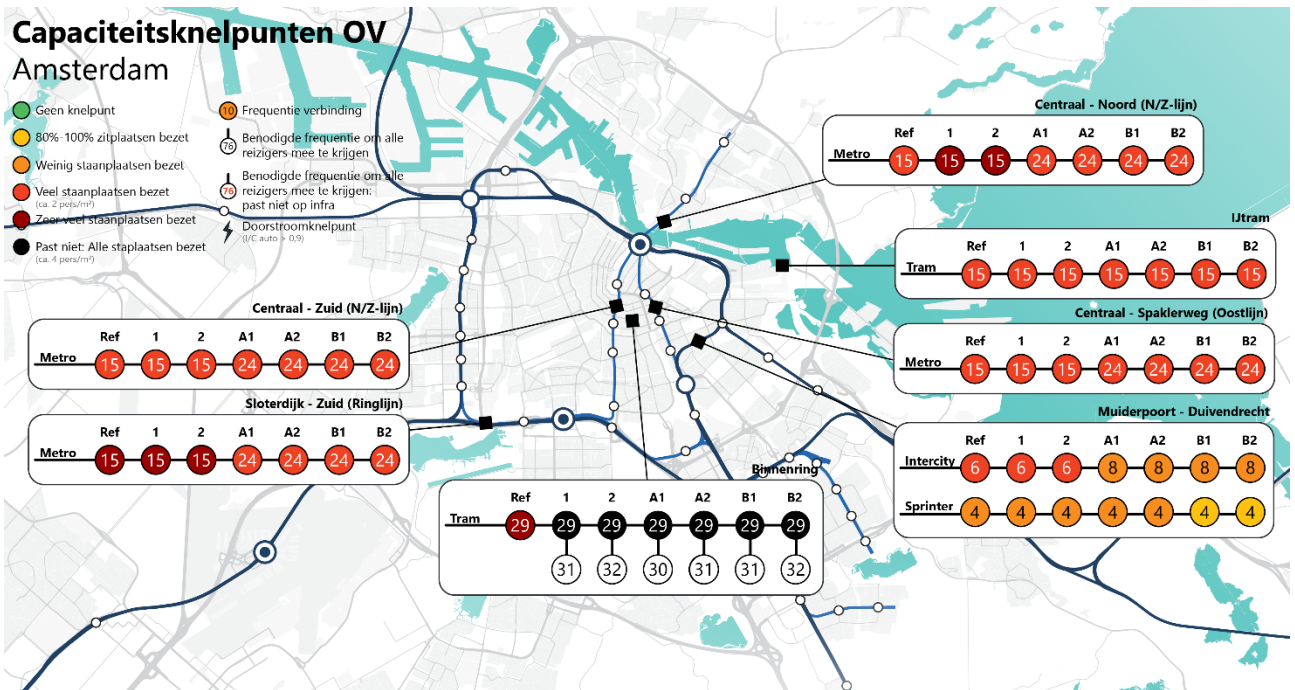 Capaciteitsknelpunten OV
Amsterdam
Geen knelpunt
80%-100% zitplaatsen bezet
Weinig staanplaatsen bezet
Veel staanplaatsen bezet
(ca. 2 pers/m²)
Zeer veel staanplaatsen bezet
Past niet: Alle staplaatsen bezet
(ca. 4 pers/m²)
10 Frequentie verbinding
76 Benodigde frequentie om alle
reizigers mee te krijgen
76 Benodigde frequentie om alle
reizigers mee te krijgen:
past niet op infra
Doorstroomknelpunt
(I/C auto > 0,9)
Centraal - Noord (N/Z-lijn)
Ref 1 2 A1 A2 B1 B2
Metro 15 15 15 24 24 24 24
IJtram
Ref 1 2 A1 A2 B1 B2
Tram 15 15 15 15 15 15 15
Centraal - Zuid (N/Z-lijn)
Ref 1 2 A1 A2 B1 B2
Metro 15 15 15 24 24 24 24
Centraal - Spaklerweg (Oostlijn)
Ref 1 2 A1 A2 B1 B2
Metro 15 15 15 24 24 24 24
Sloterdijk - Zuid (Ringlijn)
Ref 1 2 A1 A2 B1 B2
Metro 15 15 15 24 24 24 24
Muiderpoort - Duivendrecht
Ref 1 2 A1 A2 B1 B2
Intercity 6 6 6 8 8 8 8
Sprinter 4 4 4 4 4 4 4
Binnenring
Ref 1 2 A1 A2 B1 B2
Tram 29 29 29 29 29 29 29
31 32 30 31 31 32